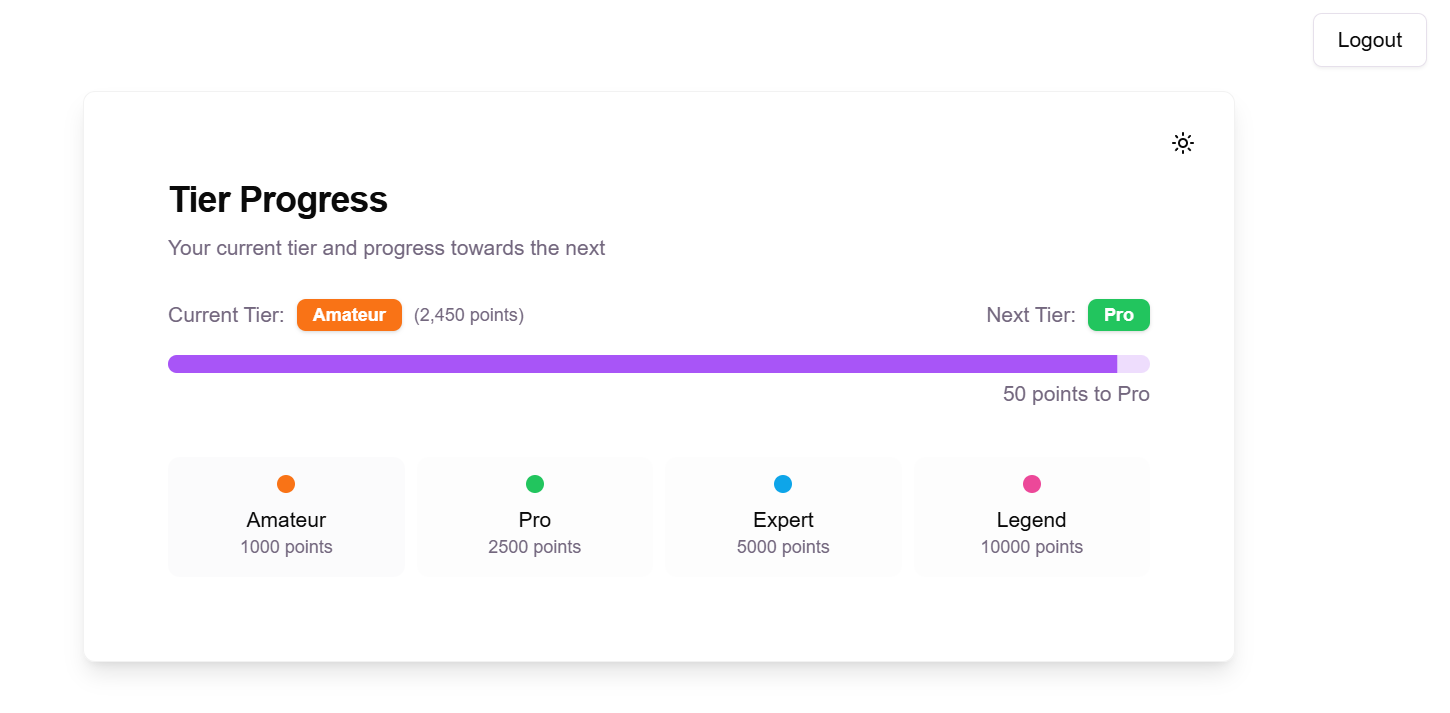 Logout
Tier Progress
Your current tier and progress towards the next
Current Tier: Amateur (2,450 points) Next Tier: Pro
50 points to Pro
Amateur Pro Expert Legend
1000 points 2500 points 5000 points 10000 points